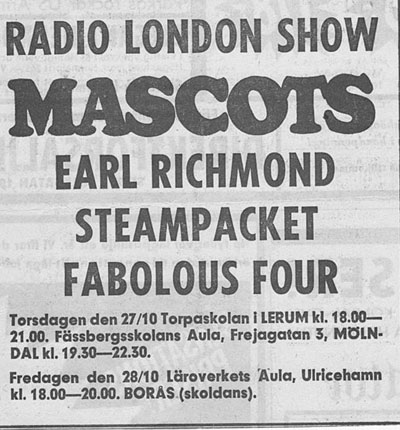 RADIO LONDON SHOW
MASCOTS
EARL RICHMOND
STEAMPACKET
FABOLOUS FOUR
Torsdagen den 27/10 Torpaskolan i LERUM kl. 18.00—
21.00. Fässbergsskolans Aula, Frejagatan 3, MÖLN-
DAL kl. 19.30—22.30.
Fredagen den 28/10 Läroverkets Aula, Ulricehamn
kl. 18.00—20.00. BORÅS (skoldans).